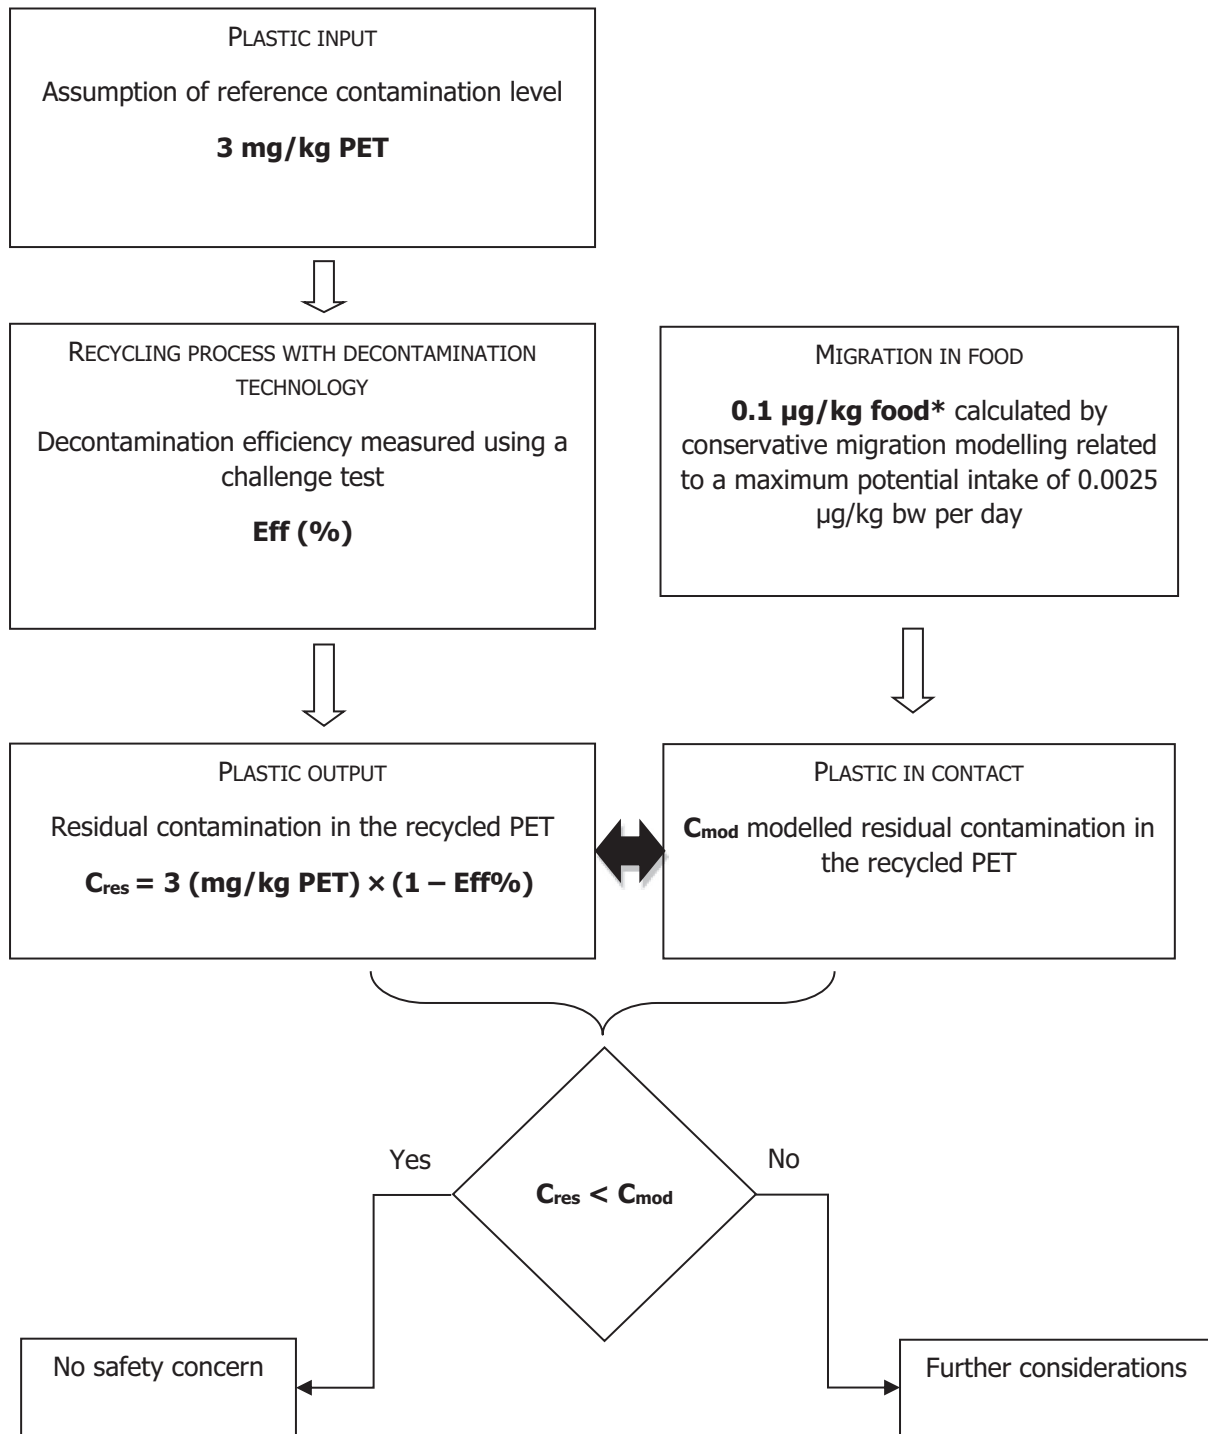 PLASTIC INPUT
Assumption of reference contamination level
3 mg/kg PET
RECYCLING PROCESS WITH DECONTAMINATION
TECHNOLOGY
Decontamination efficiency measured using a
challenge test
Eff (%)
MIGRATION IN FOOD
0.1 µg/kg food* calculated by
conservative migration modelling related
to a maximum potential intake of 0.0025
µg/kg bw per day
PLASTIC OUTPUT
Residual contamination in the recycled PET
Cres = 3 (mg/kg PET) × (1 – Eff%)
PLASTIC IN CONTACT
Cmod modelled residual contamination in
the recycled PET
Yes
No
Cres < Cmod
No safety concern
Further considerations